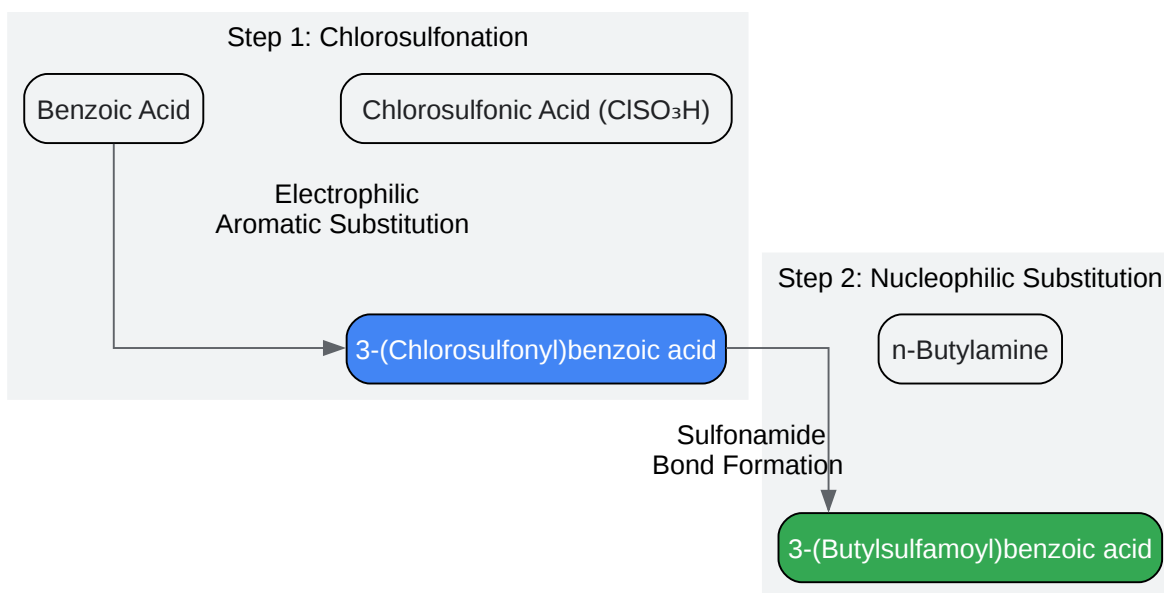 Step 1: Chlorosulfonation
Benzoic Acid
Chlorosulfonic Acid (ClSO₃H)
Electrophilic
Aromatic Substitution
3-(Chlorosulfonyl)benzoic acid
Step 2: Nucleophilic Substitution
n-Butylamine
Sulfonamide
Bond Formation
3-(Butylsulfamoyl)benzoic acid